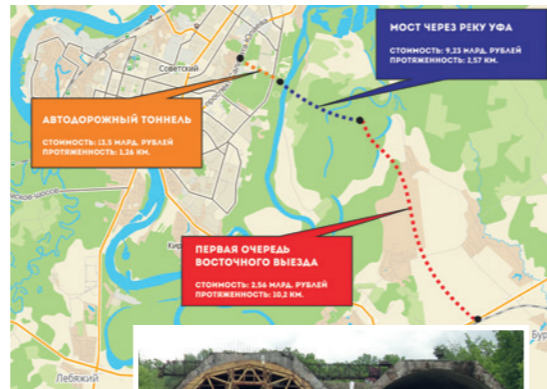 МОСТ ЧЕРЕЗ РЕКУ УФА
СТОИМОСТЬ: 9,23 МЛРД. РУБЛЕЙ
ПРОТЯЖЕННОСТЬ: 2,57 КМ.
Советский
АВТОДОРОЖНЫЙ ТОННЕЛЬ
СТОИМОСТЬ: 13,5 МЛРД. РУБЛЕЙ
ПРОТЯЖЕННОСТЬ: 1,26 КМ.
ПЕРВАЯ ОЧЕРЕДЬ
ВОСТОЧНОГО ВЫЕЗДА
СТОИМОСТЬ: 2,56 МЛРД. РУБЛЕЙ
ПРОТЯЖЕННОСТЬ: 10,2 КМ.
Лебяжий